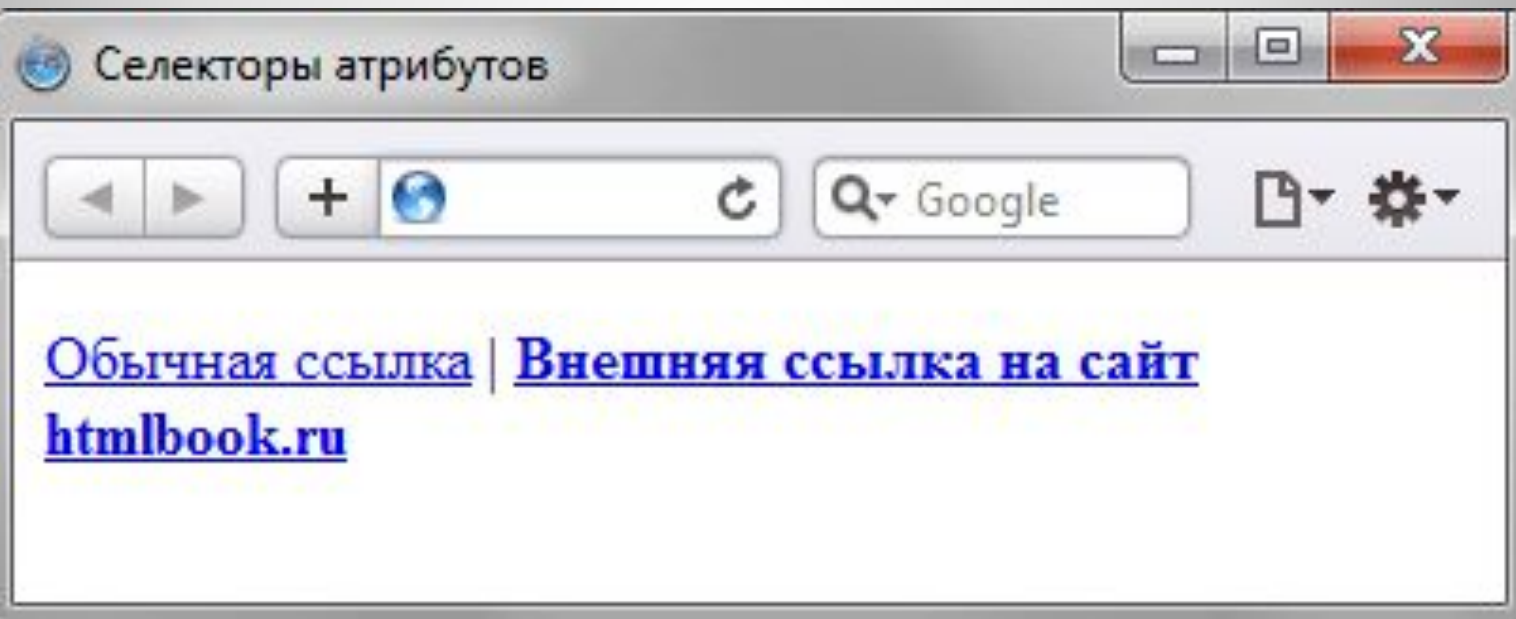 Селекторы атрибутов
Google
Обычная ссылка | Внешняя ссылка на сайт
htmlbook.ru